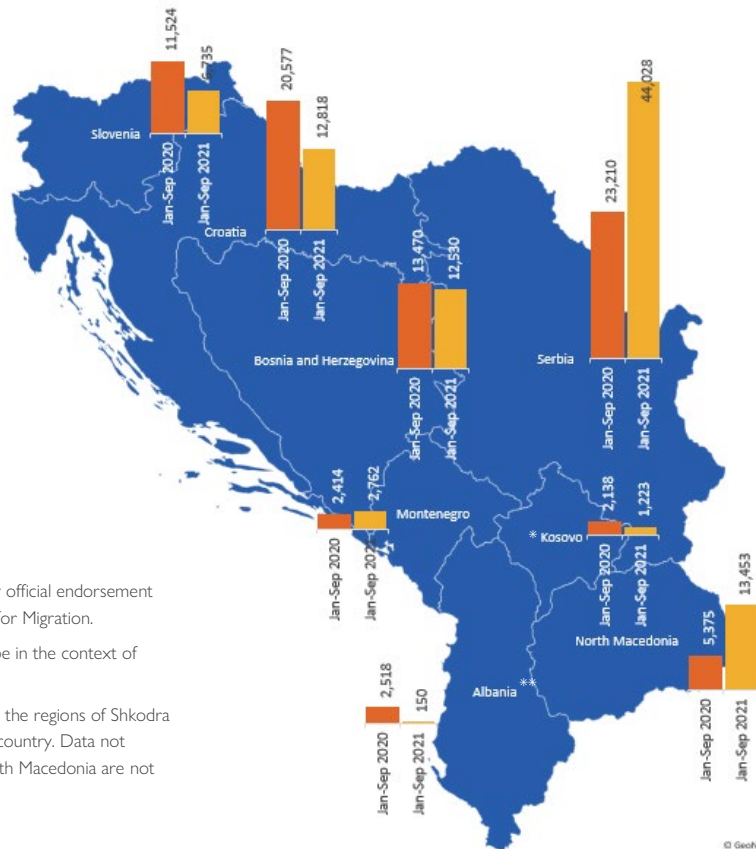 11,524
6,735
Slovenia
Jan-Sep 2020
Jan-Sep 2021
20,577
12,818
Croatia
Jan-Sep 2020
Jan-Sep 2021
13,470
12,530
Bosnia and Herzegovina
Jan-Sep 2020
Jan-Sep 2021
23,210
44,028
Serbia
Jan-Sep 2020
Jan-Sep 2021
2,414
2,762
Montenegro
Jan-Sep 2020
Jan-Sep 2021
2,138
1,223
* Kosovo
Jan-Sep 2020
Jan-Sep 2021
5,375
13,453
North Macedonia
Jan-Sep 2020
Jan-Sep 2021
2,518
150
Albania **
Jan-Sep 2020
Jan-Sep 2021
official endorsement
for Migration.
in the context of
the regions of Shkodra
country. Data not
Macedonia are not
©